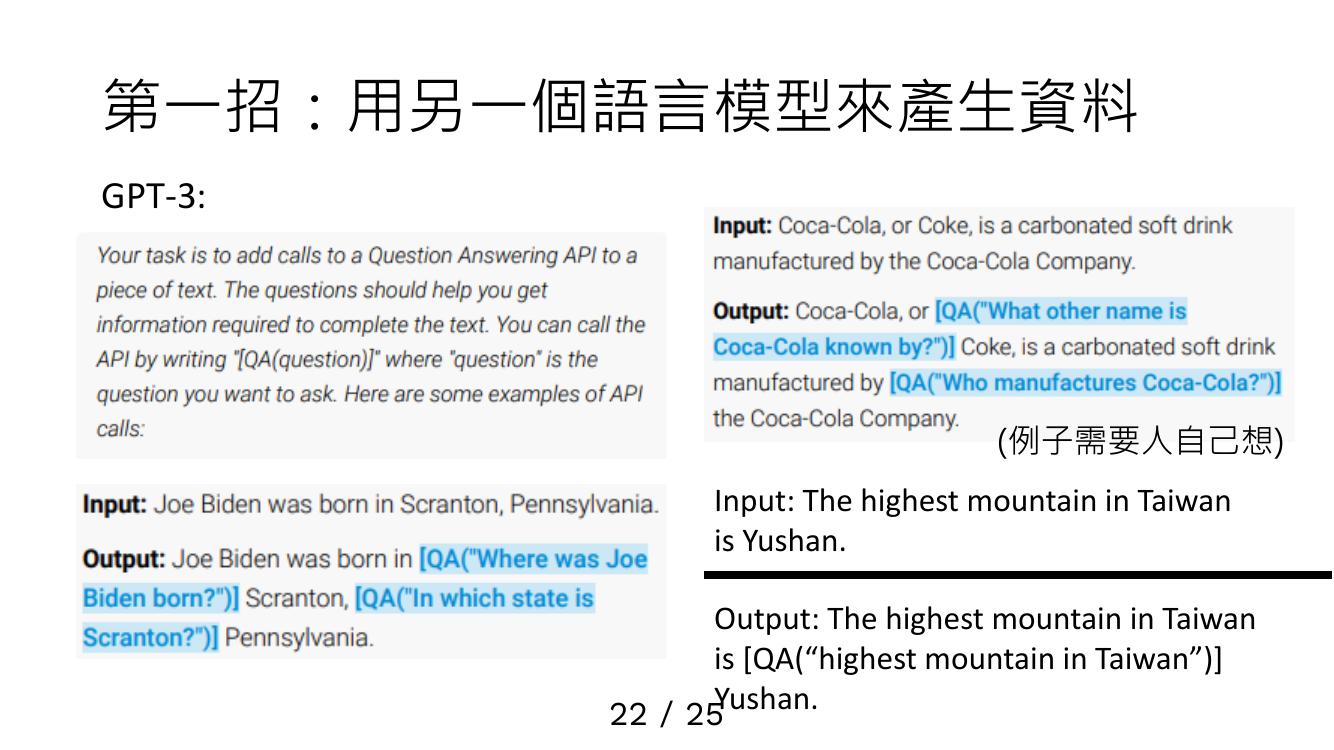 第一招：用另一個語言模型來產生資料
GPT-3:
Your task is to add calls to a Question Answering API to a
piece of text. The questions should help you get
information required to complete the text. You can call the
API by writing "[QA(question)]" where "question" is the
question you want to ask. Here are some examples of API
calls:
Input: Joe Biden was born in Scranton, Pennsylvania.
Output: Joe Biden was born in [QA("Where was Joe
Biden born?")] Scranton, [QA("In which state is
Scranton?")] Pennsylvania.
Input: Coca-Cola, or Coke, is a carbonated soft drink
manufactured by the Coca-Cola Company.
Output: Coca-Cola, or [QA("What other name is
Coca-Cola known by?")] Coke, is a carbonated soft drink
manufactured by [QA("Who manufactures Coca-Cola?")]
the Coca-Cola Company.
(例子需要人自己想)
Input: The highest mountain in Taiwan
is Yushan.
Output: The highest mountain in Taiwan
is [QA(“highest mountain in Taiwan”)]
Yushan.
22 / 25